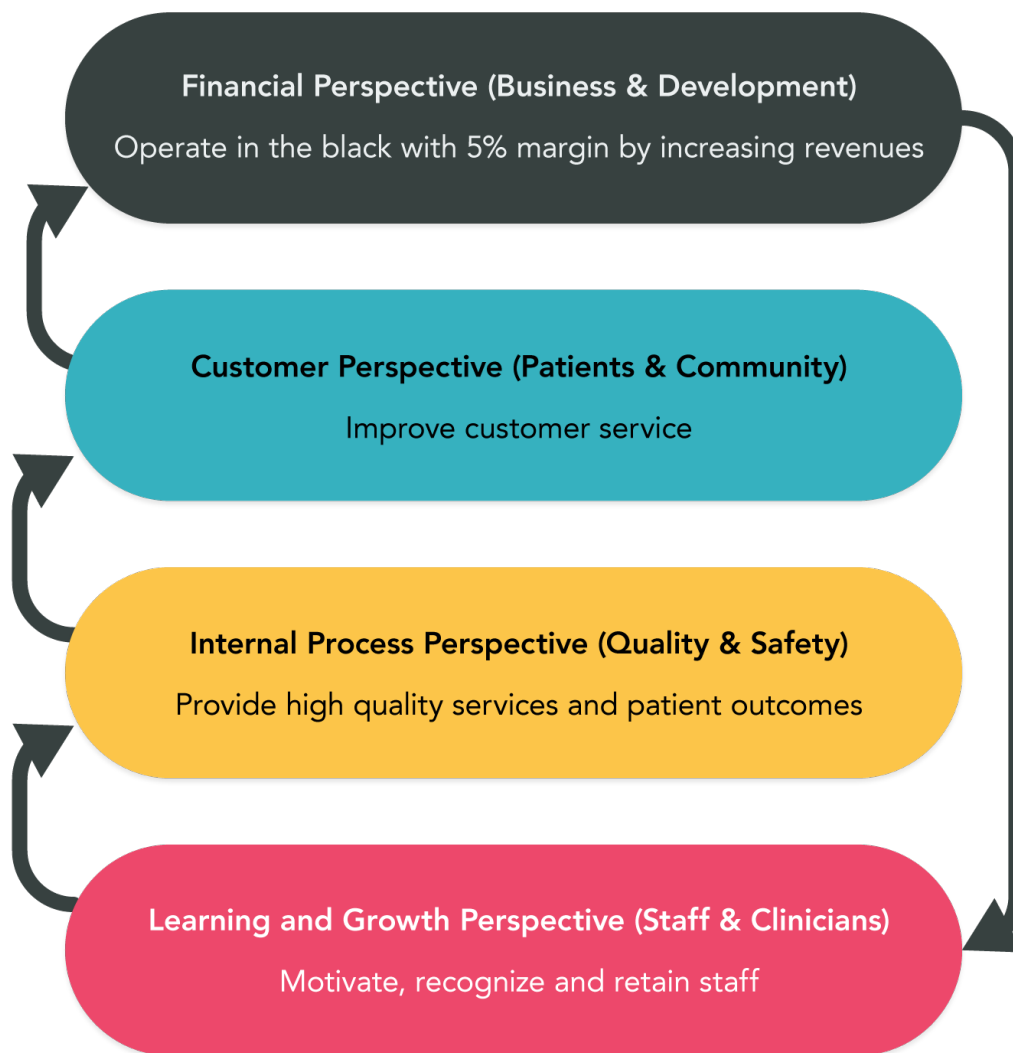 Financial Perspective (Business & Development)
Operate in the black with 5% margin by increasing revenues
Customer Perspective (Patients & Community)
Improve customer service
Internal Process Perspective (Quality & Safety)
Provide high quality services and patient outcomes
Learning and Growth Perspective (Staff & Clinicians)
Motivate, recognize and retain staff